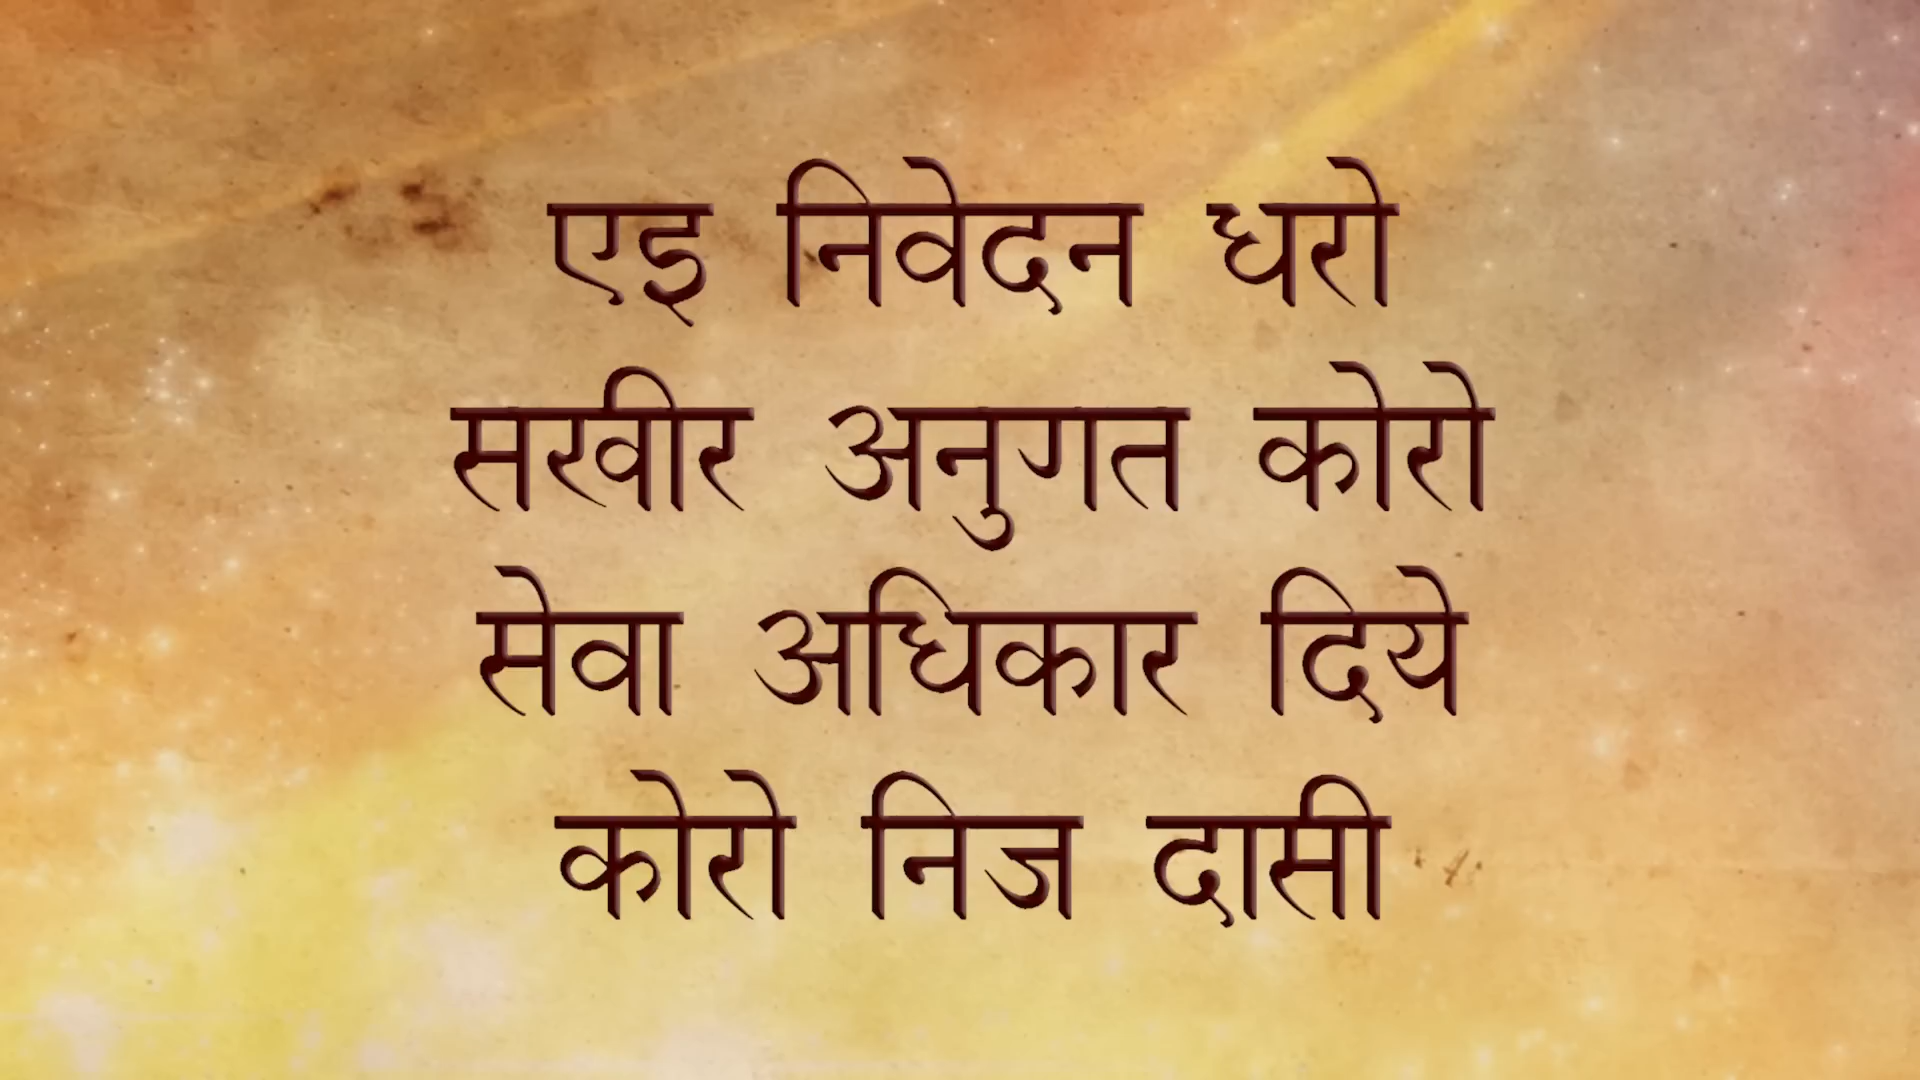 एइ निवेदन धरो
सखीर अनुगत कोरो
सेवा अधिकार दिये
कोरो निज दासी